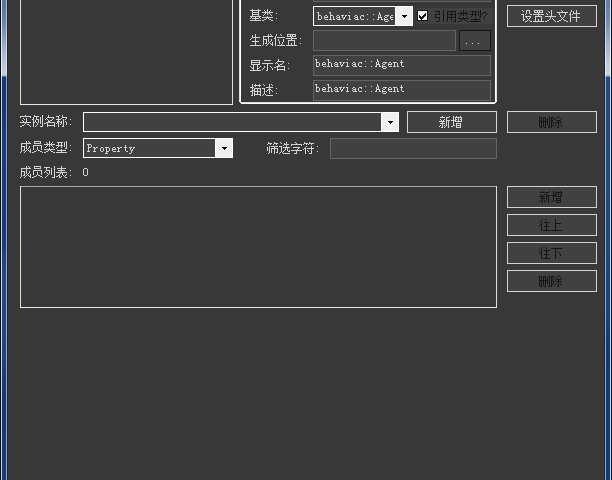 基类: behaviac::Age 引用类型? 设置头文件
生成位置: ...
显示名: behaviac::Agent
描述: behaviac::Agent
实例名称: 新增 删除
成员类型: Property 筛选字符:
成员列表: 0
新增
往上
往下
删除